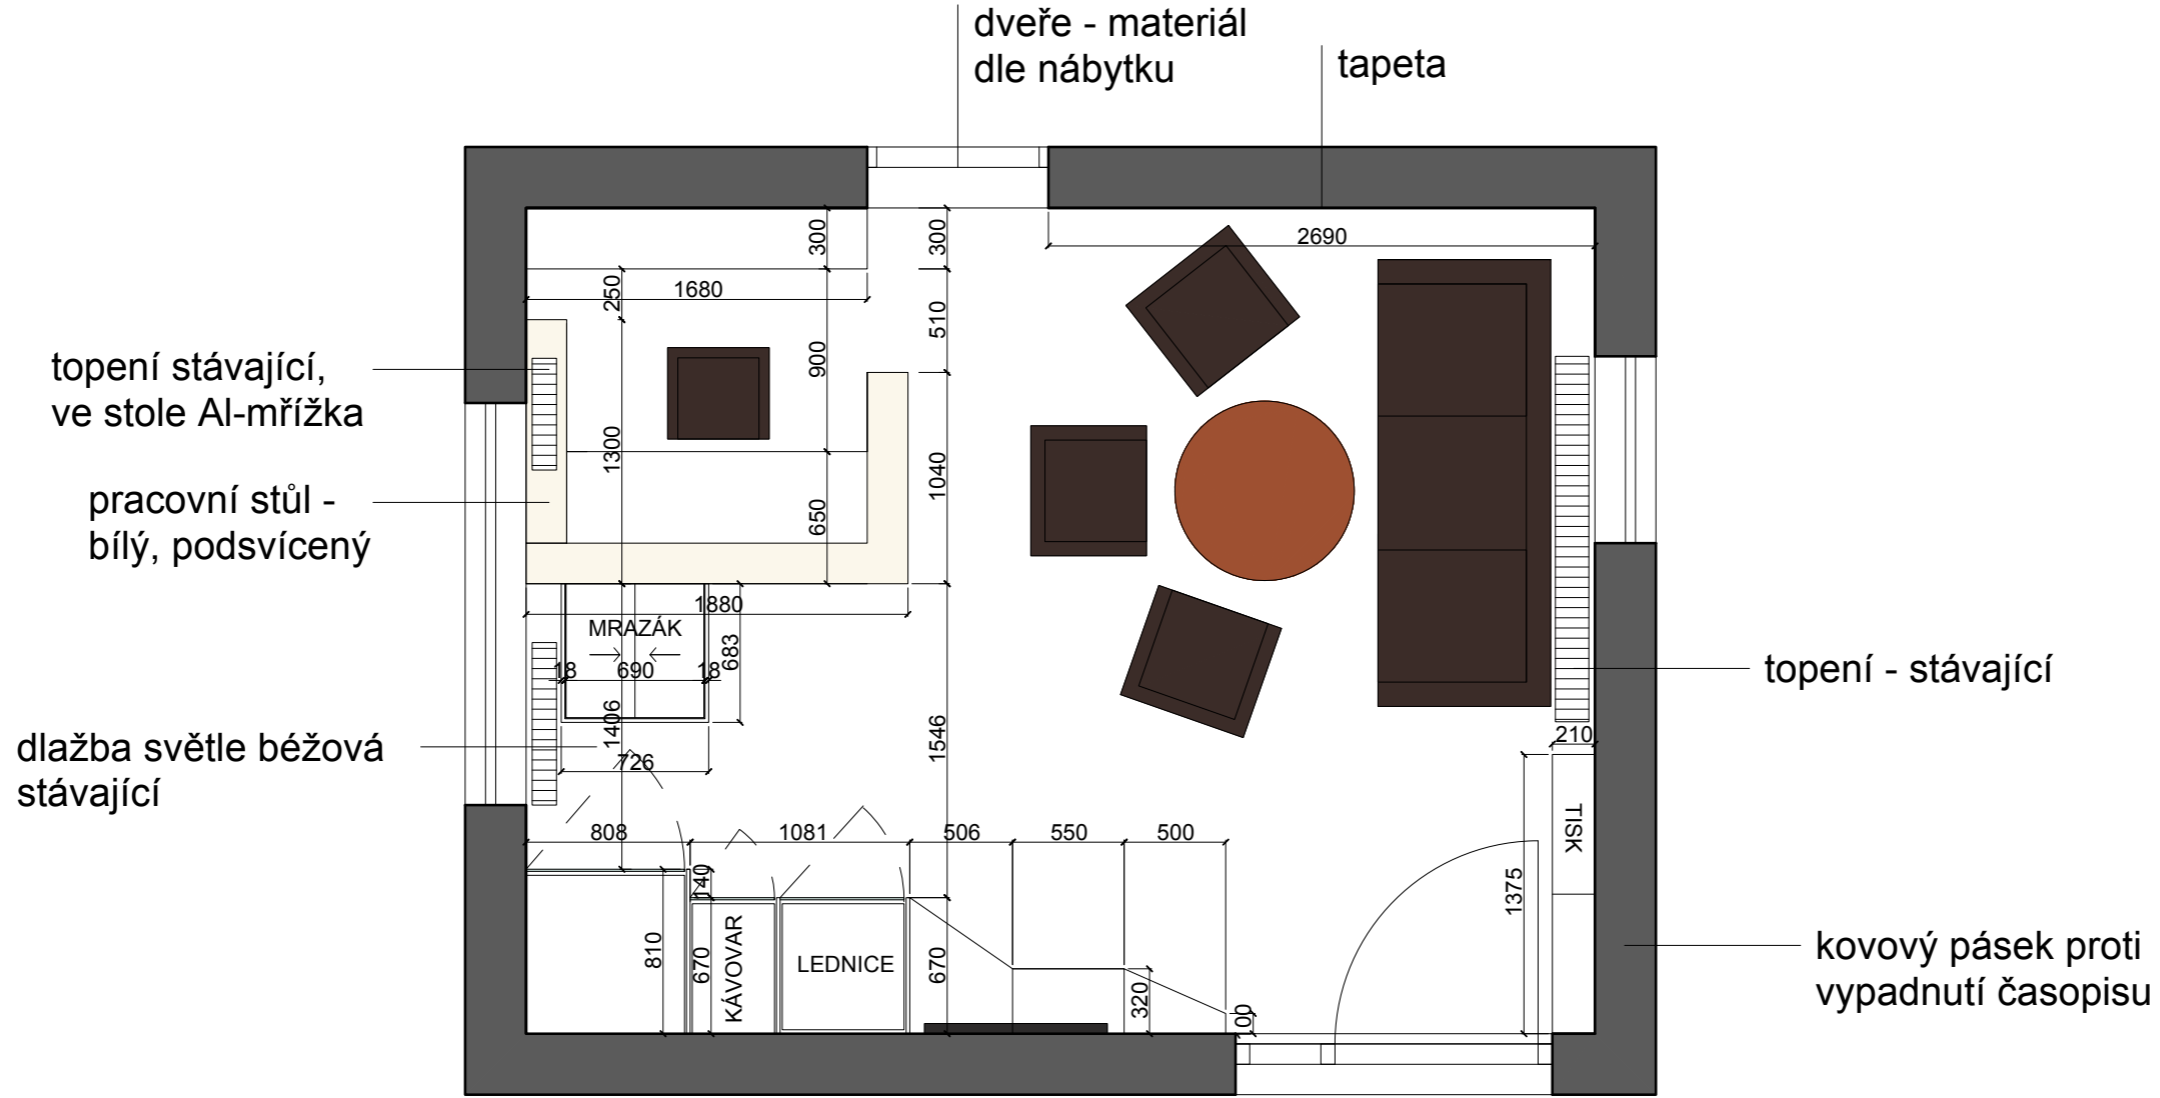 dveře - materiál
dle nábytku
tapeta
300
300
2690
250
1680
510
900
topení stávající,
ve stole Al-mřížka
1300
1040
pracovní stůl -
bílý, podsvícený
650
1880
MRAZÁK
683
18
690
18
topení - stávající
1406
1546
210
dlažba světle béžová
stávající
726
TISK
808
1081
506
550
500
140
1375
KÁVOVAR
810
670
LEDNICE
670
320
100
kovový pásek proti
vypadnutí časopisu